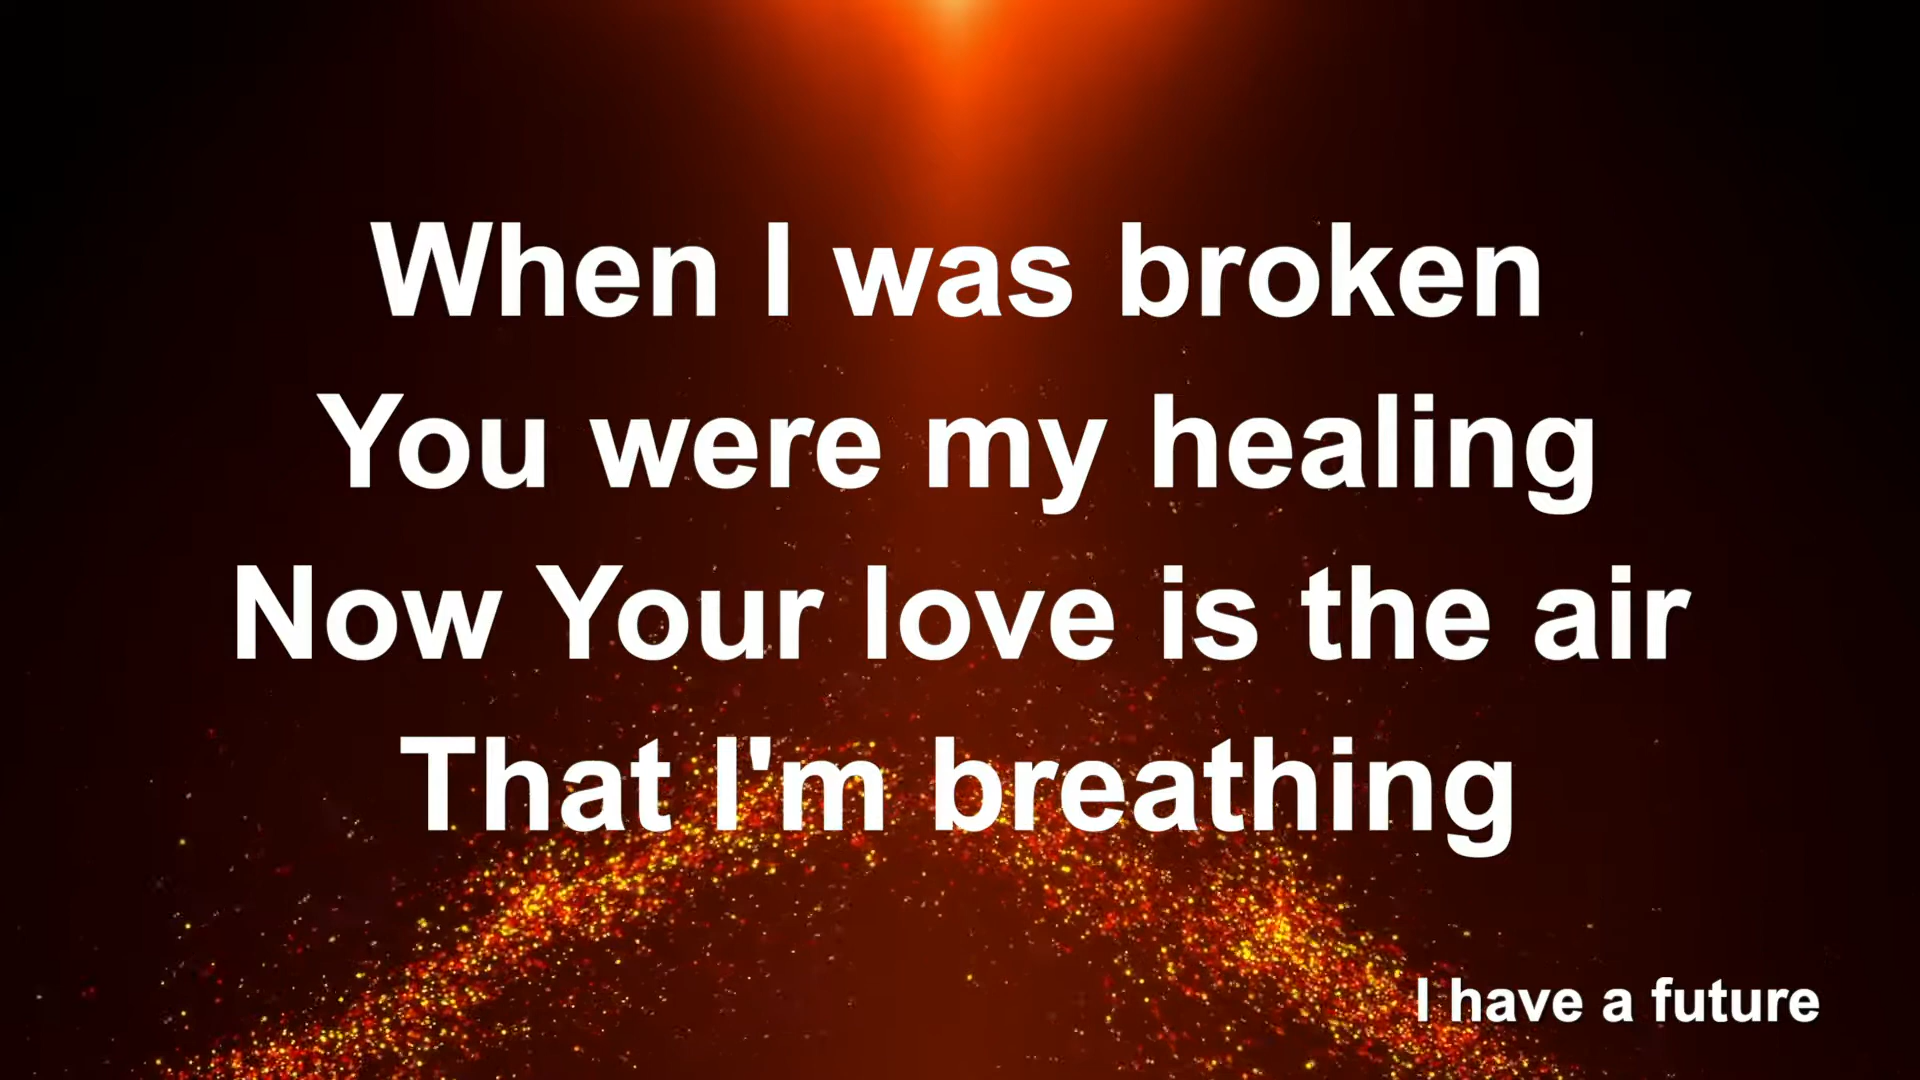 When I was broken
You were my healing
Now Your love is the air
That I'm breathing
I have a future